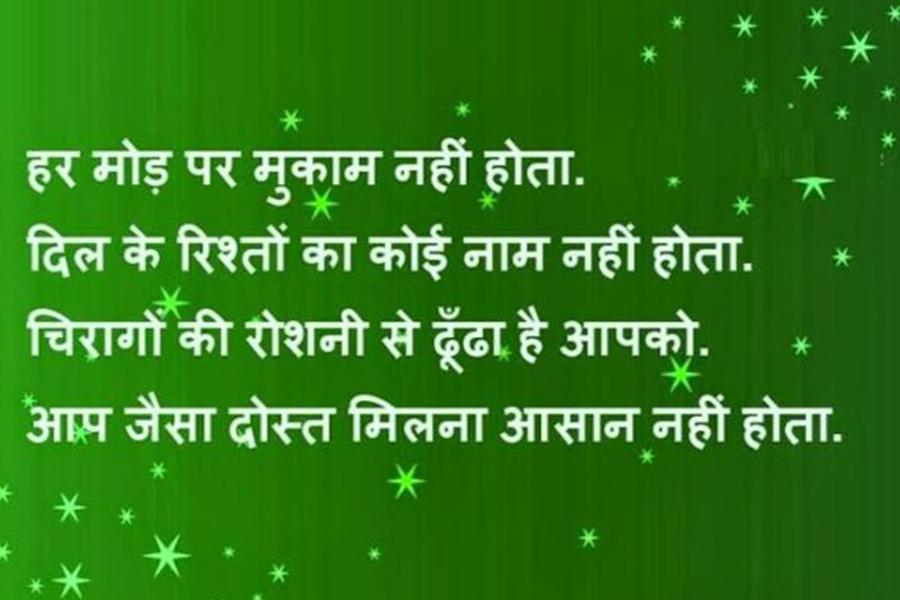 हर मोड़ पर मुकाम नहीं होता.
दिल के रिश्तों का कोई नाम नहीं होता.
चिरागों की रोशनी से ढूँढा है आपको.
आप जैसा दोस्त मिलना आसान नहीं होता.